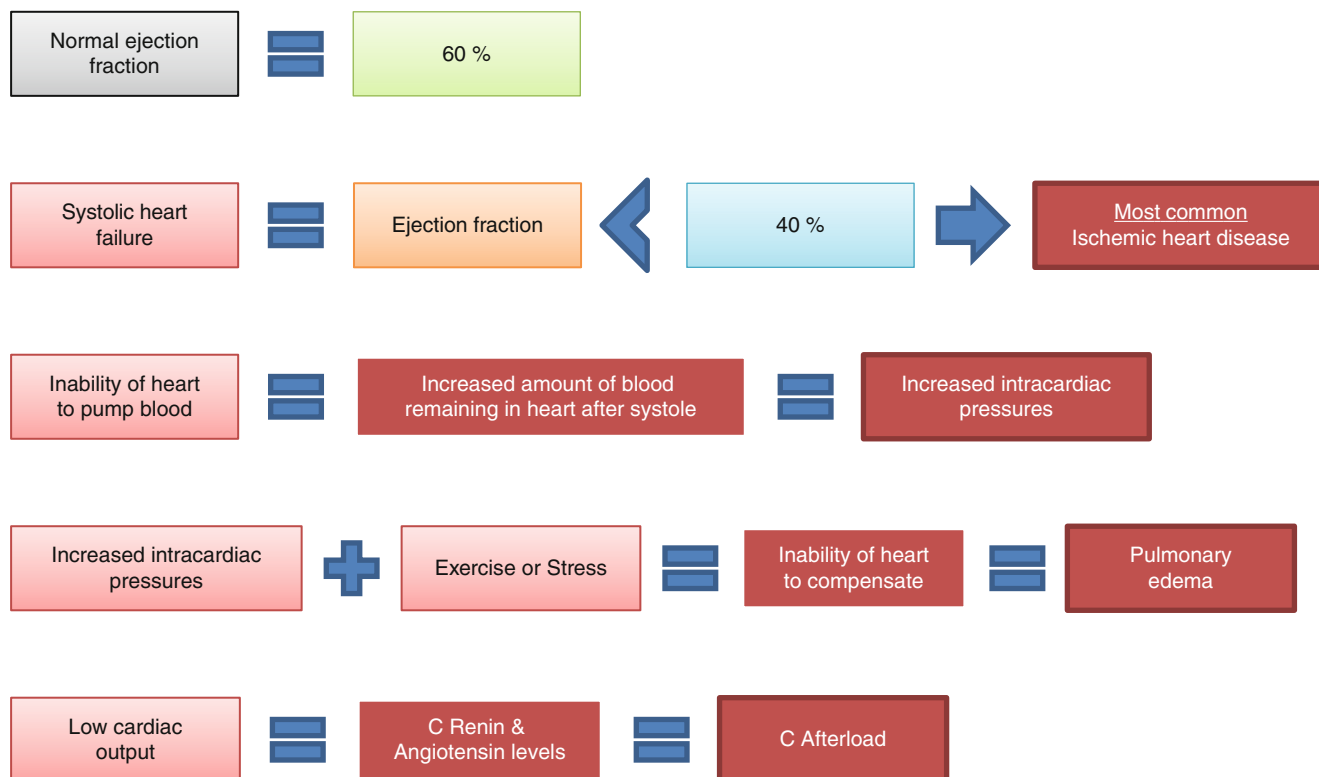 Normal ejection
fraction
60 %
Systolic heart
failure
Ejection fraction
40 %
Most common
Ischemic heart disease
Inability of heart
to pump blood
Increased amount of blood
remaining in heart after systole
Increased intracardiac
pressures
Increased intracardiac
pressures
Exercise or Stress
Inability of heart
to compensate
Pulmonary
edema
Low cardiac
output
C Renin &
Angiotensin levels
C Afterload